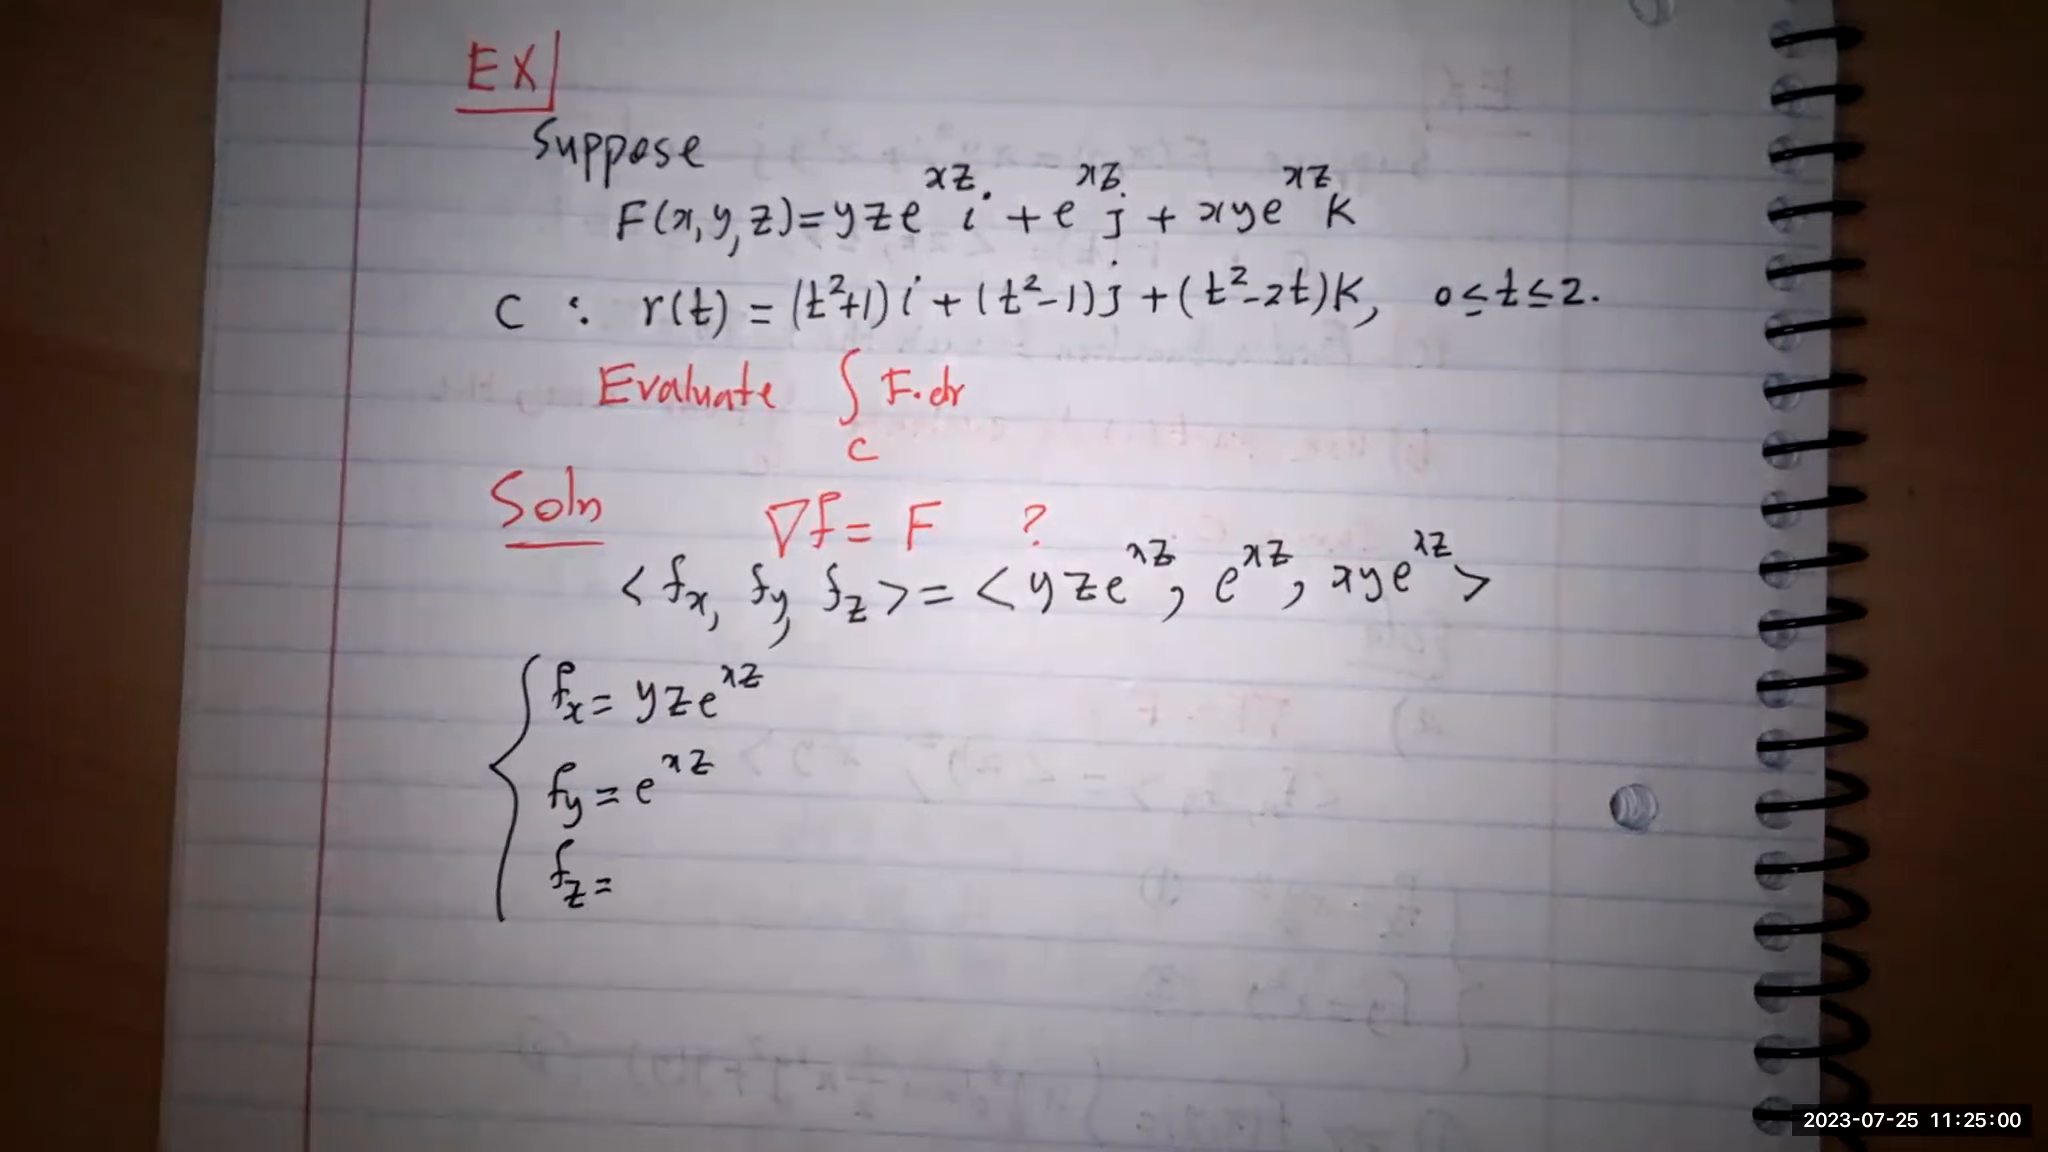 EX
Suppose
F(x,y,z)=yze^{xz}i + e^{xz}j + xye^{xz}k
C : r(t) = (t²+1)i + (t²-1)j + (t²-2t)k, 0≤t≤2.
Evaluate ∫_C F.dr
Soln ∇f = F ?
<f_x, f_y, f_z> = <yze^{xz}, e^{xz}, xye^{xz}>
f_x = yze^{xz}
f_y = e^{xz}
f_z =
2023-07-25 11:25:00